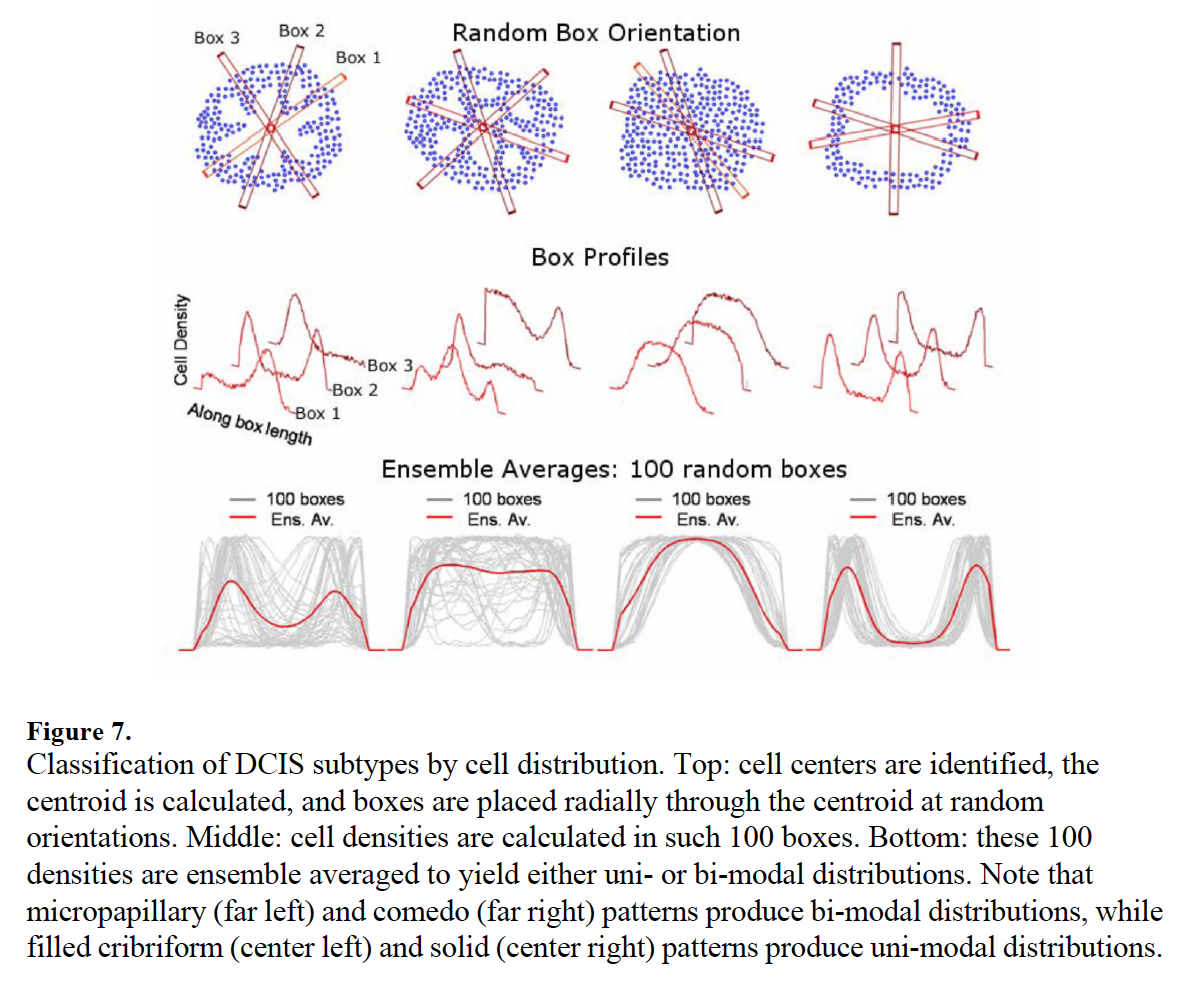 Random Box Orientation
Box 3
Box 2
Box 1
Box Profiles
Cell Density
Box 3
Box 2
Box 1
Along box length
Ensemble Averages: 100 random boxes
100 boxes
Ens. Av.
100 boxes
Ens. Av.
100 boxes
Ens. Av.
100 boxes
Ens. Av.
Figure 7.
Classification of DCIS subtypes by cell distribution. Top: cell centers are identified, the
centroid is calculated, and boxes are placed radially through the centroid at random
orientations. Middle: cell densities are calculated in such 100 boxes. Bottom: these 100
densities are ensemble averaged to yield either uni- or bi-modal distributions. Note that
micropapillary (far left) and comedo (far right) patterns produce bi-modal distributions, while
filled cribriform (center left) and solid (center right) patterns produce uni-modal distributions.